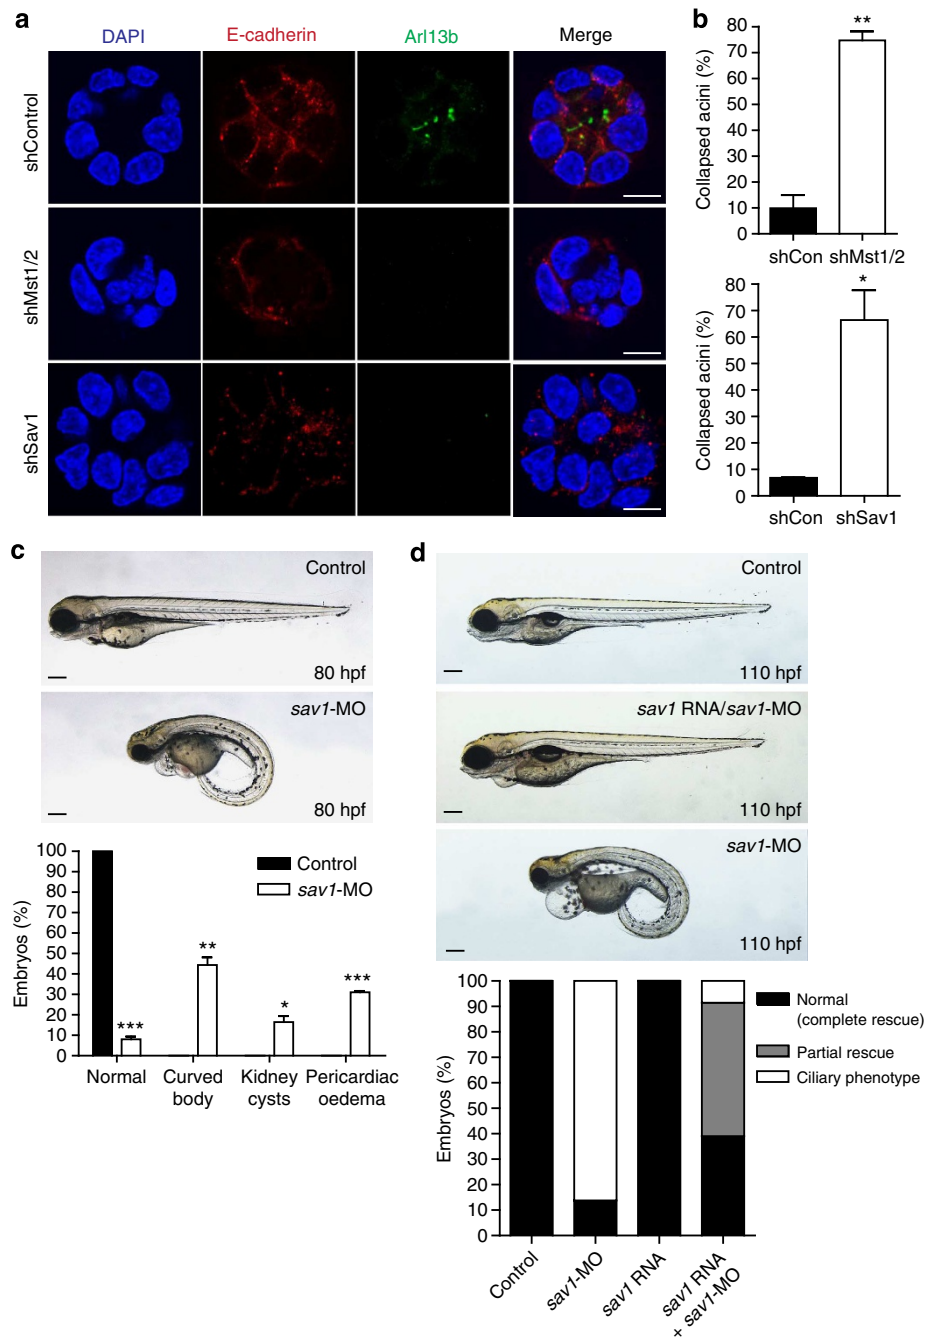 a
DAPI
E-cadherin
Arl13b
Merge
shControl
shMst1/2
shSav1
b
Collapsed acini (%)
80
70
60
50
40
30
20
10
0
**
shCon
shMst1/2
Collapsed acini (%)
80
70
60
50
40
30
20
10
0
*
shCon
shSav1
c
Control
80 hpf
sav1-MO
80 hpf
Embryos (%)
100
90
80
70
60
50
40
30
20
10
0
Control
sav1-MO
***
**
*
***
Normal
Curved
body
Kidney
cysts
Pericardiac
oedema
d
Control
110 hpf
sav1 RNA/sav1-MO
110 hpf
sav1-MO
110 hpf
Embryos (%)
100
90
80
70
60
50
40
30
20
10
0
Normal
(complete rescue)
Partial rescue
Ciliary phenotype
Control
sav1-MO
sav1 RNA
sav1 RNA
+ sav1-MO